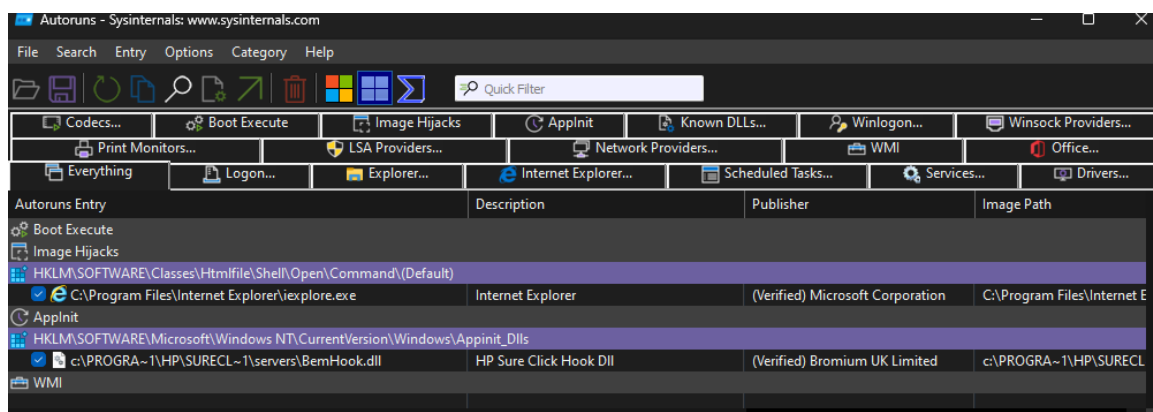 Autoruns - Sysinternals: www.sysinternals.com
File Search Entry Options Category Help
Quick Filter
Codecs... Boot Execute Image Hijacks AppInit Known DLLs... Winlogon... Winsock Providers...
Print Monitors... LSA Providers... Network Providers... WMI Office...
Everything Logon... Explorer... Internet Explorer... Scheduled Tasks... Services... Drivers...
Autoruns Entry Description Publisher Image Path
Boot Execute
Image Hijacks
HKLM\SOFTWARE\Classes\Htmlfile\Shell\Open\Command\(Default)
C:\Program Files\Internet Explorer\iexplore.exe Internet Explorer (Verified) Microsoft Corporation C:\Program Files\Internet E
AppInit
HKLM\SOFTWARE\Microsoft\Windows NT\CurrentVersion\Windows\Appinit_Dlls
c:\PROGRA~1\HP\SURECL~1\servers\BemHook.dll HP Sure Click Hook Dll (Verified) Bromium UK Limited c:\PROGRA~1\HP\SURECL
WMI